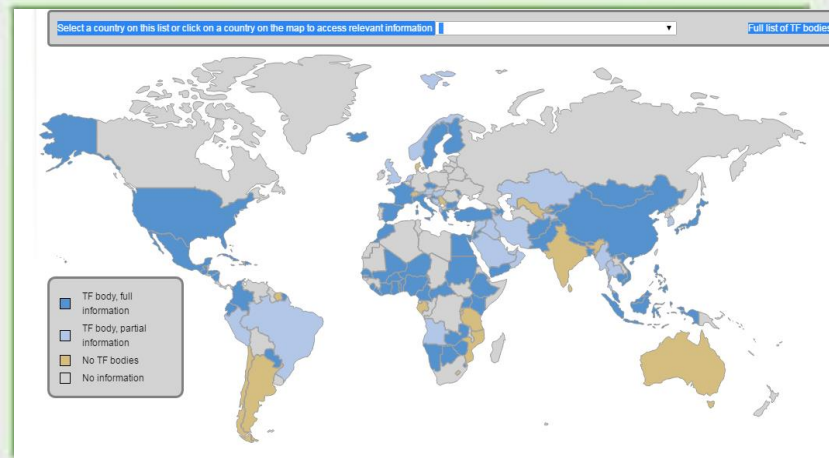 Select a country on this list or click on a country on the map to access relevant information
Full list of TF bodies
TF body, full
information
TF body, partial
information
No TF bodies
No information